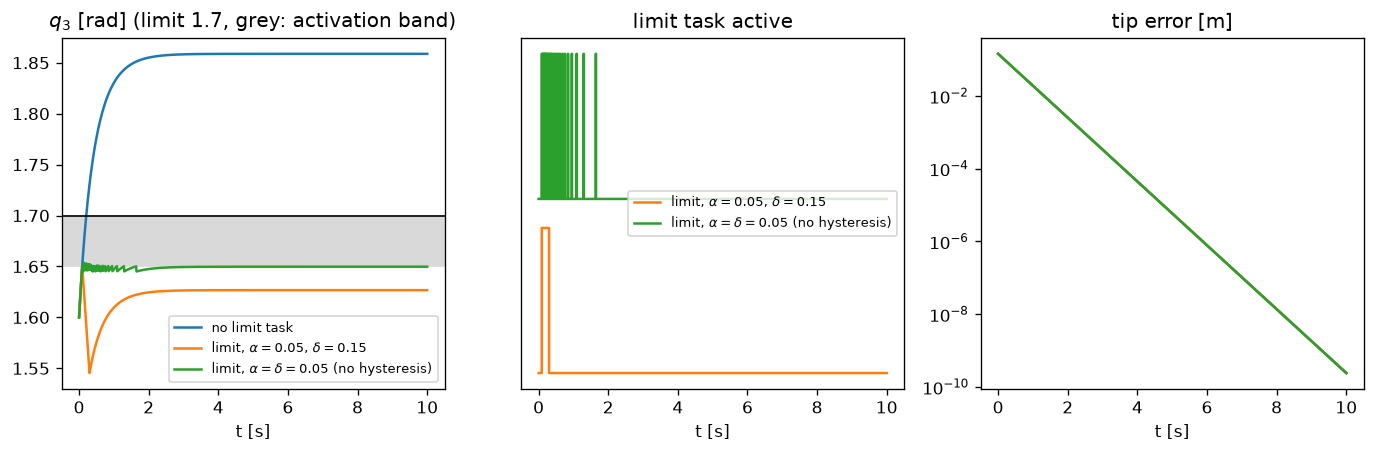 q₃ [rad] (limit 1.7, grey: activation band)
1.85
1.80
1.75
1.70
1.65
1.60
1.55
0 2 4 6 8 10
t [s]
no limit task
limit, α = 0.05, δ = 0.15
limit, α = δ = 0.05 (no hysteresis)
limit task active
limit, α = 0.05, δ = 0.15
limit, α = δ = 0.05 (no hysteresis)
0 2 4 6 8 10
t [s]
tip error [m]
10⁻²
10⁻⁴
10⁻⁶
10⁻⁸
10⁻¹⁰
0 2 4 6 8 10
t [s]